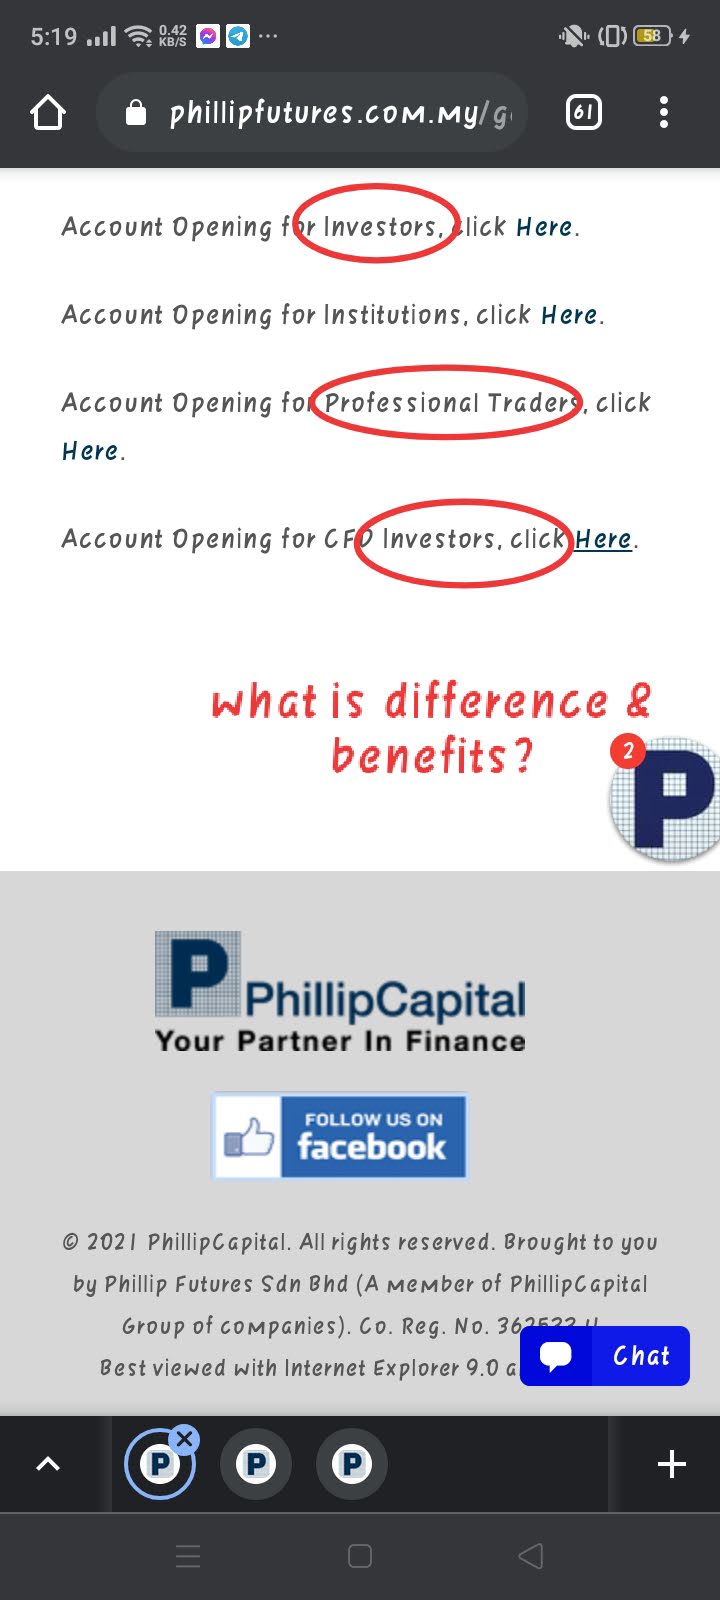 5:19 0.42 KB/S 58
phillipfutures.com.my/g
61
Account Opening for Investors, click Here.
Account Opening for Institutions, click Here.
Account Opening for Professional Traders, click
Here.
Account Opening for CFD Investors, click Here.
what is difference &
benefits?
2
P
P PhillipCapital
Your Partner In Finance
FOLLOW US ON
facebook
© 2021 PhillipCapital. All rights reserved. Brought to you
by Phillip Futures Sdn Bhd (A member of PhillipCapital
Group of companies). Co. Reg. No.
Best viewed with Internet Explorer 9.0
Chat
P P P